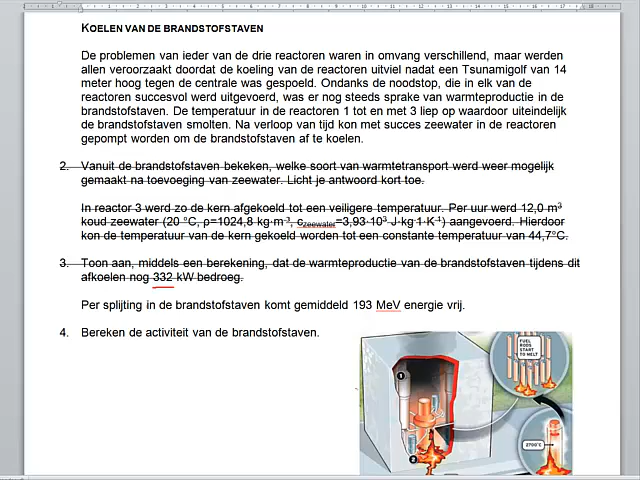 KOELEN VAN DE BRANDSTOFSTAVEN
De problemen van ieder van de drie reactoren waren in omvang verschillend, maar werden
allen veroorzaakt doordat de koeling van de reactoren uitviel nadat een Tsunamigolf van 14
meter hoog tegen de centrale was gespoeld. Ondanks de noodstop, die in elk van de
reactoren succesvol werd uitgevoerd, was er nog steeds sprake van warmteproductie in de
brandstofstaven. De temperatuur in de reactoren 1 tot en met 3 liep op waardoor uiteindelijk
de brandstofstaven smolten. Na verloop van tijd kon met succes zeewater in de reactoren
gepompt worden om de brandstofstaven af te koelen.
2. Vanuit de brandstofstaven bekeken, welke soort van warmtetransport werd weer mogelijk
gemaakt na toevoeging van zeewater. Licht je antwoord kort toe.
In reactor 3 werd zo de kern afgekoeld tot een veiligere temperatuur. Per uur werd 12,0 m³
koud zeewater (20 °C, ρ=1024,8 kg·m⁻³, czeewater=3,93·10³ J·kg⁻¹·K⁻¹) aangevoerd. Hierdoor
kon de temperatuur van de kern gekoeld worden tot een constante temperatuur van 44,7°C.
3. Toon aan, middels een berekening, dat de warmteproductie van de brandstofstaven tijdens dit
afkoelen nog 332 kW bedroeg.
Per splijting in de brandstofstaven komt gemiddeld 193 MeV energie vrij.
4. Bereken de activiteit van de brandstofstaven.
FUEL
RODS
START
TO MELT
1
2700°C
2